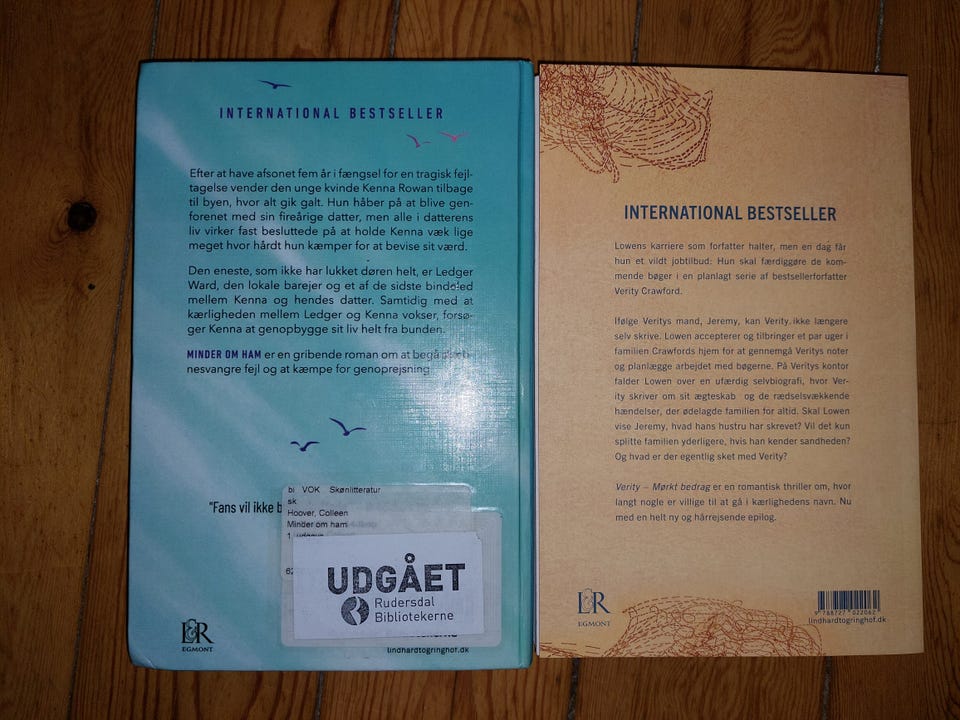 INTERNATIONAL BESTSELLER
Efter at have afsonet fem år i fængsel for en tragisk fejl-
tagelse vender den unge kvinde Kenna Rowan tilbage
til byen, hvor alt gik galt. Hun håber på at blive gen-
forenet med sin fireårige datter, men alle i datterens
liv virker fast besluttede på at holde Kenna væk lige
meget hvor hårdt hun kæmper for at bevise sit værd.
Den eneste, som ikke har lukket døren helt, er Ledger
Ward, den lokale barejer og et af de sidste bindeled
mellem Kenna og hendes datter. Samtidig med at
kærligheden mellem Ledger og Kenna vokser, forsø-
ger Kenna at genopbygge sit liv helt fra bunden.
MINDER OM HAM er en gribende roman om at begå skæb-
nesvangre fejl og at kæmpe for genoprejsning
"Fans vil ikke b
bi VOK Skønlitteratur
sk
Hoover, Colleen
Minder om ham
1. udgave
UDGÅET
Rudersdal
Bibliotekerne
L&R
EGMONT
lindhardtogringhof.dk
INTERNATIONAL BESTSELLER
Lowens karriere som forfatter halter, men en dag får
hun et vildt jobtilbud: Hun skal færdiggøre de kom-
mende bøger i en planlagt serie af bestsellerforfatter
Verity Crawford.
Ifølge Veritys mand, Jeremy, kan Verity ikke længere
selv skrive. Lowen accepterer og tilbringer et par uger i
familien Crawfords hjem for at gennemgå Veritys noter
og planlægge arbejdet med bøgerne. På Veritys kontor
falder Lowen over en ufærdig selvbiografi, hvor Ver-
ity skriver om sit ægteskab og de rædselsvækkende
hændelser, der ødelagde familien for altid. Skal Lowen
vise Jeremy, hvad hans hustru har skrevet? Vil det kun
splitte familien yderligere, hvis han kender sandheden?
Og hvad er der egentlig sket med Verity?
Verity – Mørkt bedrag er en romantisk thriller om, hvor
langt nogle er villige til at gå i kærlighedens navn. Nu
med en helt ny og hårrejsende epilog.
L&R
EGMONT
9 788727 022062
lindhardtogringhof.dk